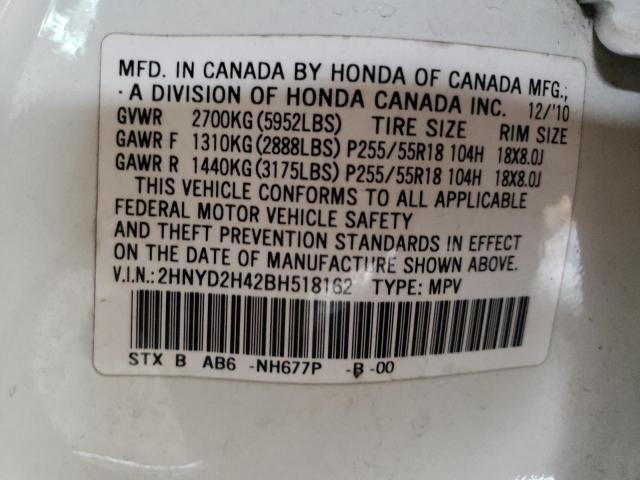 MFD. IN CANADA BY HONDA OF CANADA MFG.;
· A DIVISION OF HONDA CANADA INC. 12/'10
GVWR 2700KG(5952LBS) TIRE SIZE RIM SIZE
GAWR F 1310KG(2888LBS) P255/55R18 104H 18X8.0J
GAWR R 1440KG(3175LBS) P255/55R18 104H 18X8.0J
THIS VEHICLE CONFORMS TO ALL APPLICABLE
FEDERAL MOTOR VEHICLE SAFETY
AND THEFT PREVENTION STANDARDS IN EFFECT
ON THE DATE OF MANUFACTURE SHOWN ABOVE.
V.I.N.:2HNYD2H42BH518162 TYPE: MPV
STX B AB6 -NH677P -B -00